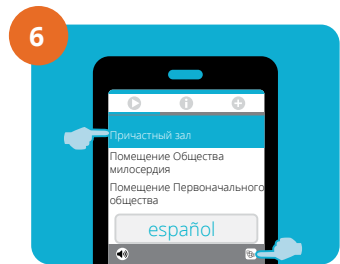 6
Причастный зал
Помещение Общества
милосердия
Помещение Первоначального
общества
español